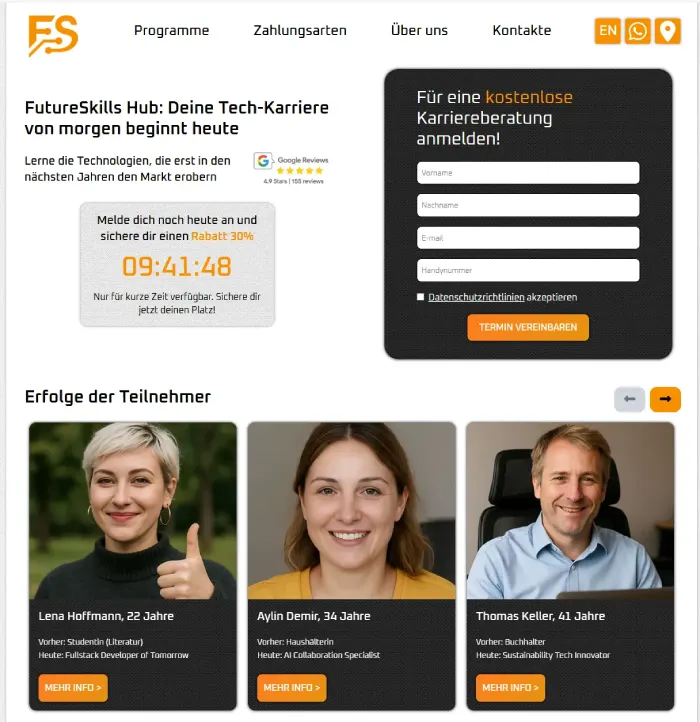 FS
Programme
Zahlungsarten
Über uns
Kontakte
EN
FutureSkills Hub: Deine Tech-Karriere
von morgen beginnt heute
Lerne die Technologien, die erst in den
nächsten Jahren den Markt erobern
G Google Reviews
4.9 Stars | 155 reviews
Melde dich noch heute an und
sichere dir einen Rabatt 30%
09:41:48
Nur für kurze Zeit verfügbar. Sichere dir
jetzt deinen Platz!
Für eine kostenlose
Karriereberatung
anmelden!
Vorname
Nachname
E-mail
Handynummer
Datenschutzrichtlinien akzeptieren
TERMIN VEREINBAREN
Erfolge der Teilnehmer
Lena Hoffmann, 22 Jahre
Vorher: Studentin (Literatur)
Heute: Fullstack Developer of Tomorrow
MEHR INFO >
Aylin Demir, 34 Jahre
Vorher: Haushälterin
Heute: AI Collaboration Specialist
MEHR INFO >
Thomas Keller, 41 Jahre
Vorher: Buchhalter
Heute: Sustainability Tech Innovator
MEHR INFO >